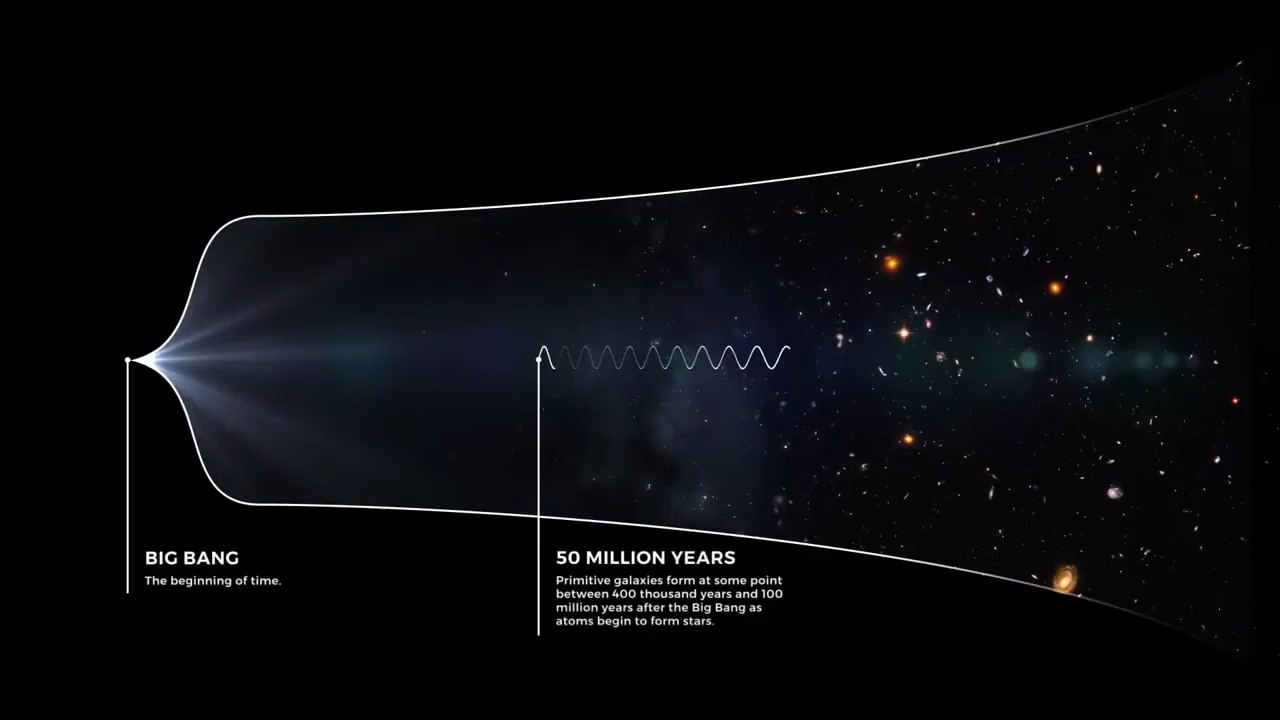 BIG BANG
The beginning of time.
50 MILLION YEARS
Primitive galaxies form at some point
between 400 thousand years and 100
million years after the Big Bang as
atoms begin to form stars.